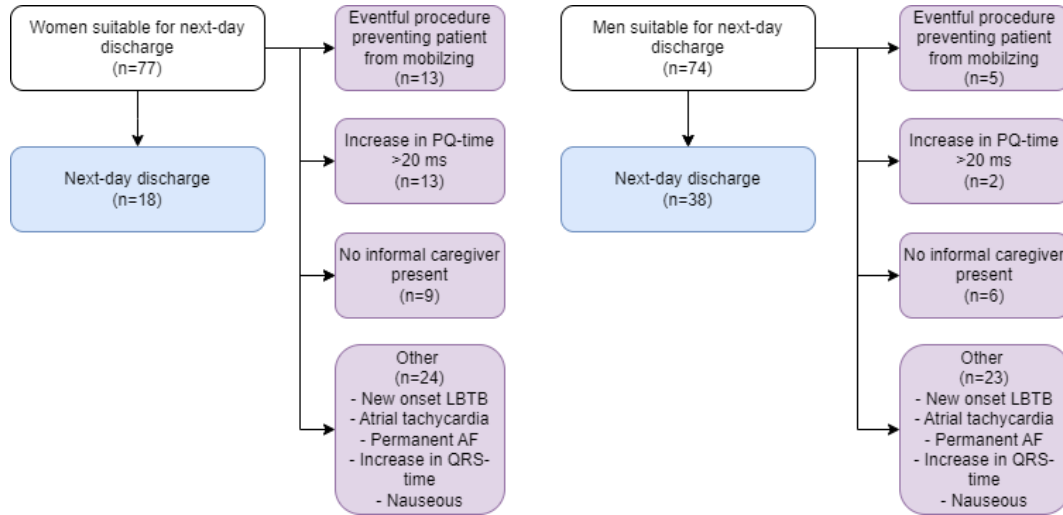 Women suitable for next-day
discharge
(n=77)
Next-day discharge
(n=18)
Eventful procedure
preventing patient
from mobilzing
(n=13)
Increase in PQ-time
>20 ms
(n=13)
No informal caregiver
present
(n=9)
Other
(n=24)
- New onset LBTB
- Atrial tachycardia
- Permanent AF
- Increase in QRS-
time
- Nauseous
Men suitable for next-day
discharge
(n=74)
Next-day discharge
(n=38)
Eventful procedure
preventing patient
from mobilzing
(n=5)
Increase in PQ-time
>20 ms
(n=2)
No informal caregiver
present
(n=6)
Other
(n=23)
- New onset LBTB
- Atrial tachycardia
- Permanent AF
- Increase in QRS-
time
- Nauseous